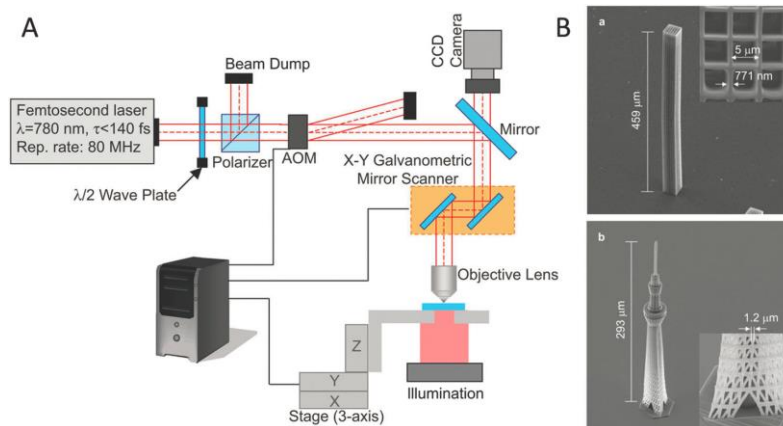 A
Femtosecond laser
λ=780 nm, τ<140 fs
Rep. rate: 80 MHz
λ/2 Wave Plate
Beam Dump
Polarizer
AOM
CCD
Camera
Mirror
X-Y Galvanometric
Mirror Scanner
Objective Lens
Z
Y
X
Stage (3-axis)
Illumination
B
a
459 μm
5 μm
771 nm
b
293 μm
1.2 μm